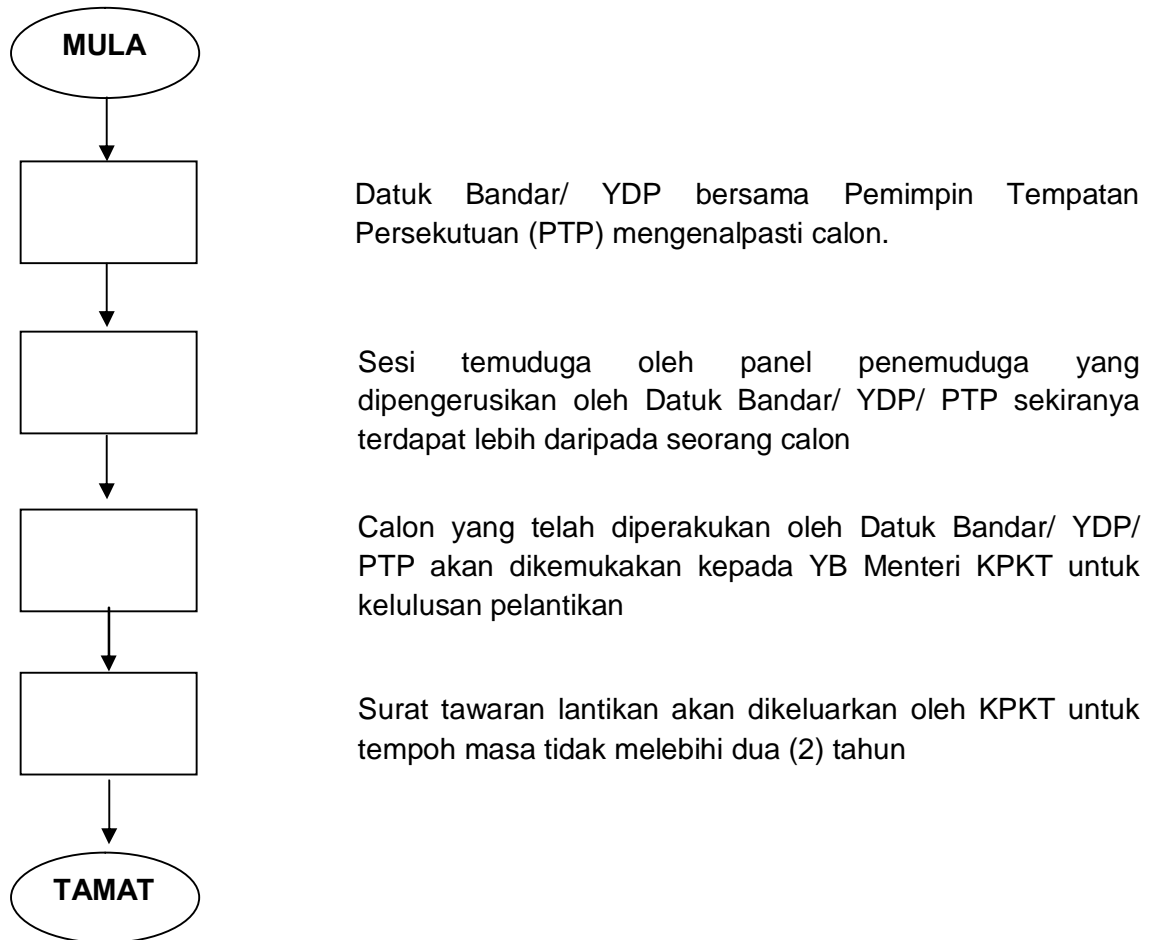 MULA
Datuk Bandar/ YDP bersama Pemimpin Tempatan
Persekutuan (PTP) mengenalpasti calon.
Sesi temuduga oleh panel penemuduga yang
dipengerusikan oleh Datuk Bandar/ YDP/ PTP sekiranya
terdapat lebih daripada seorang calon
Calon yang telah diperakukan oleh Datuk Bandar/ YDP/
PTP akan dikemukakan kepada YB Menteri KPKT untuk
kelulusan pelantikan
Surat tawaran lantikan akan dikeluarkan oleh KPKT untuk
tempoh masa tidak melebihi dua (2) tahun
TAMAT